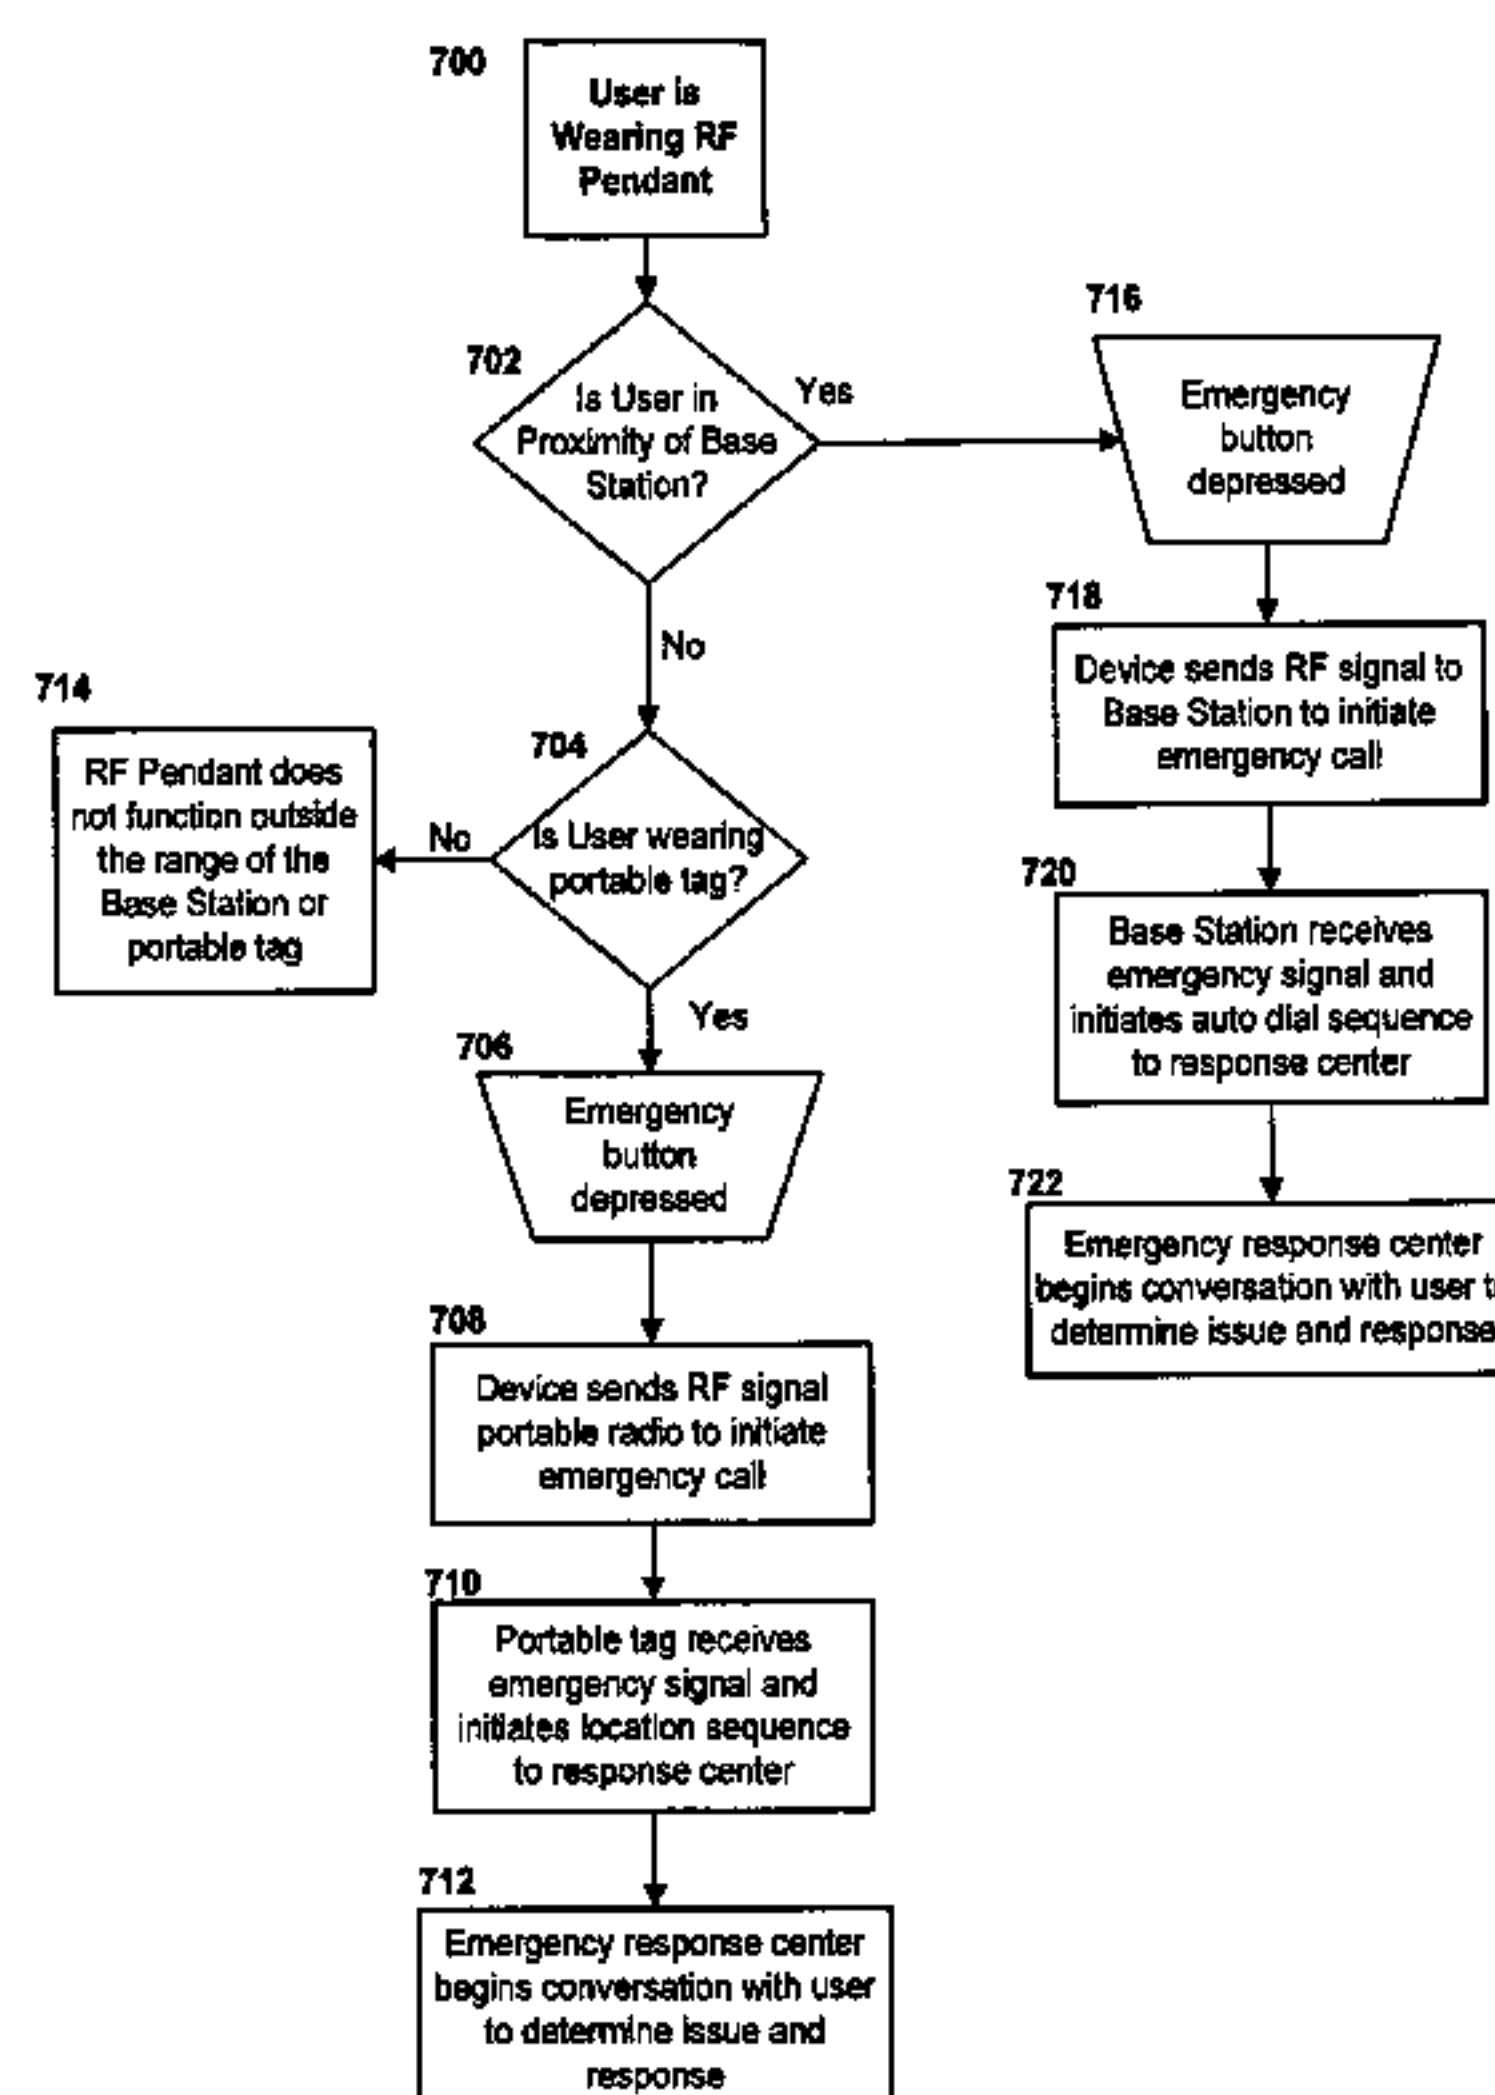 700
User is
Wearing RF
Pendant
702
Is User in
Proximity of Base
Station?
Yes
No
716
Emergency
button
depressed
718
Device sends RF signal to
Base Station to initiate
emergency call
720
Base Station receives
emergency signal and
initiates auto dial sequence
to response center
722
Emergency response center
begins conversation with user
determine issue and response
704
Is User wearing
portable tag?
No
Yes
714
RF Pendant does
not function outside
the range of the
Base Station or
portable tag
706
Emergency
button
depressed
708
Device sends RF signal
portable radio to initiate
emergency call
710
Portable tag receives
emergency signal and
initiates location sequence
to response center
712
Emergency response center
begins conversation with user
to determine issue and
response